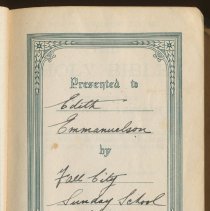 Presented to
Edith
Emmanuelson
by
Fall City
Sunday School